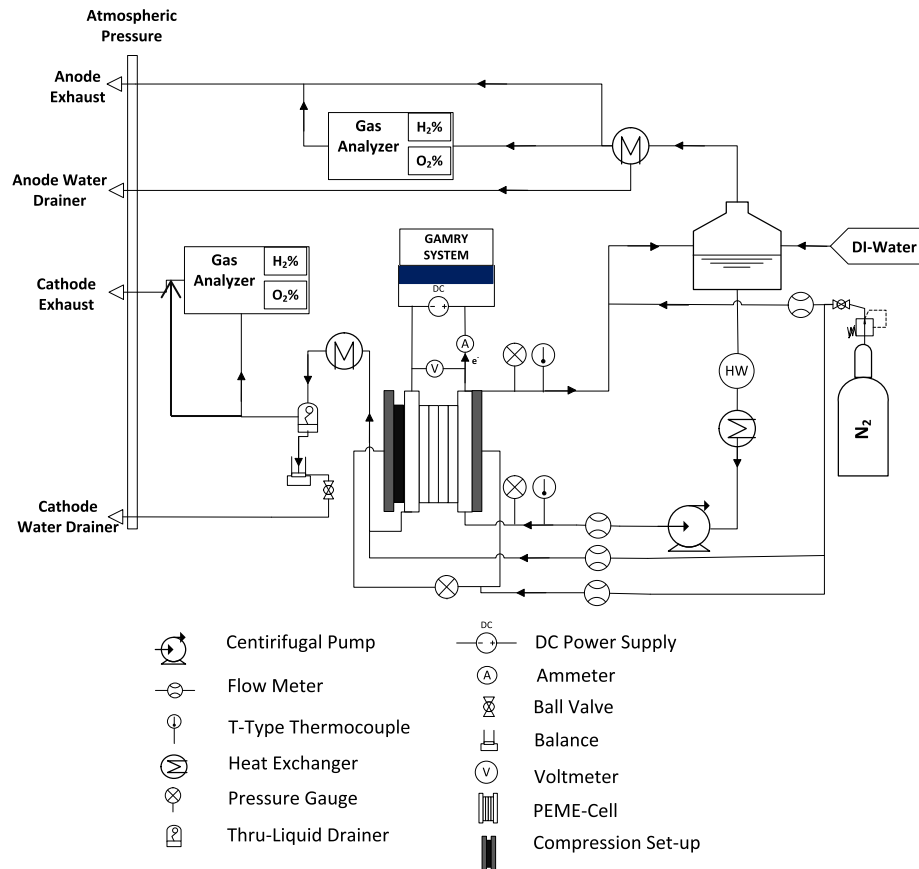 Atmospheric
Pressure
Anode
Exhaust
Gas
Analyzer
H₂%
O₂%
Anode Water
Drainer
GAMRY
SYSTEM
DC
- +
DI-Water
Gas
Analyzer
H₂%
O₂%
Cathode
Exhaust
A
e⁻
V
HW
N₂
Cathode
Water Drainer
Centirifugal Pump
Flow Meter
T-Type Thermocouple
Heat Exchanger
Pressure Gauge
Thru-Liquid Drainer
DC
- +
DC Power Supply
A
Ammeter
Ball Valve
Balance
V
Voltmeter
PEME-Cell
Compression Set-up